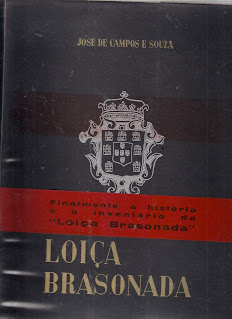 JOSÉ DE CAMPOS E SOUZA
Finalmente a história
e o inventário da
"Loiça Brasonada"
LOIÇA
BRASONADA